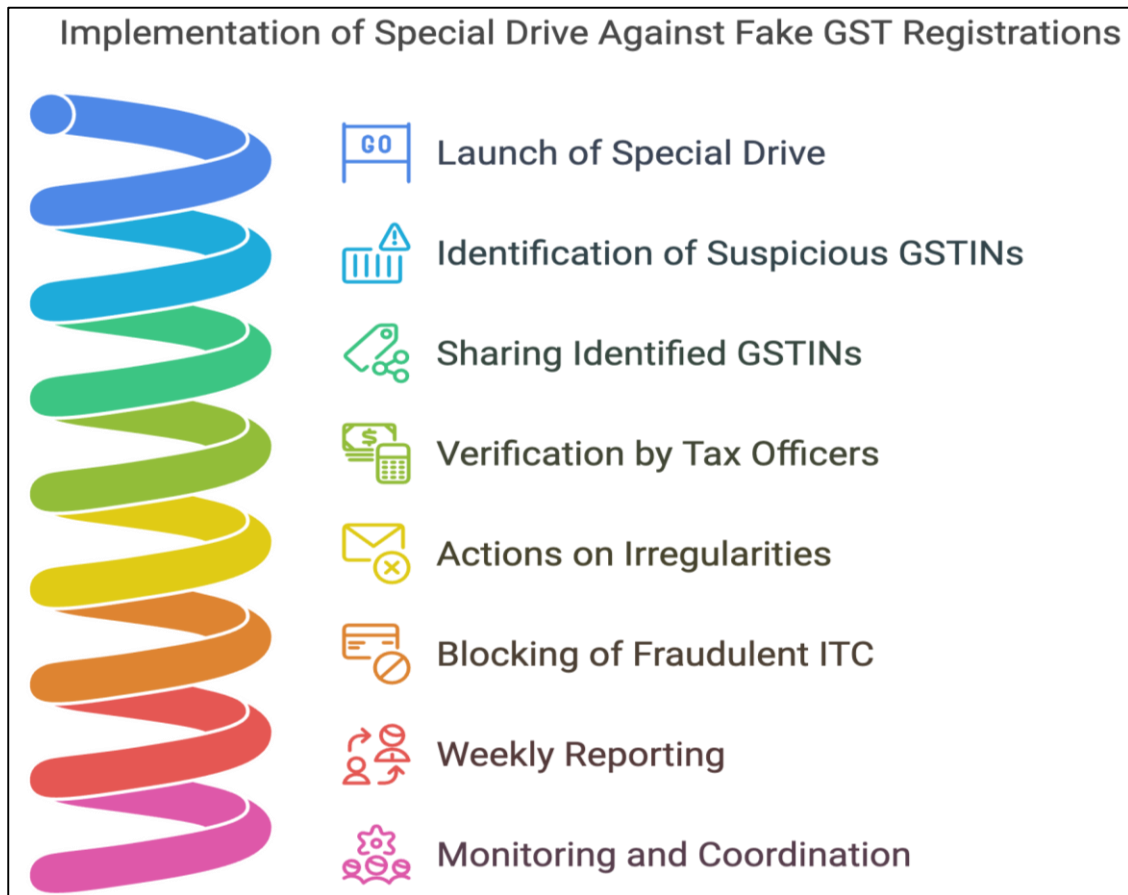 Implementation of Special Drive Against Fake GST Registrations
GO
Launch of Special Drive
Identification of Suspicious GSTINs
Sharing Identified GSTINs
$
Verification by Tax Officers
Actions on Irregularities
Blocking of Fraudulent ITC
Weekly Reporting
Monitoring and Coordination